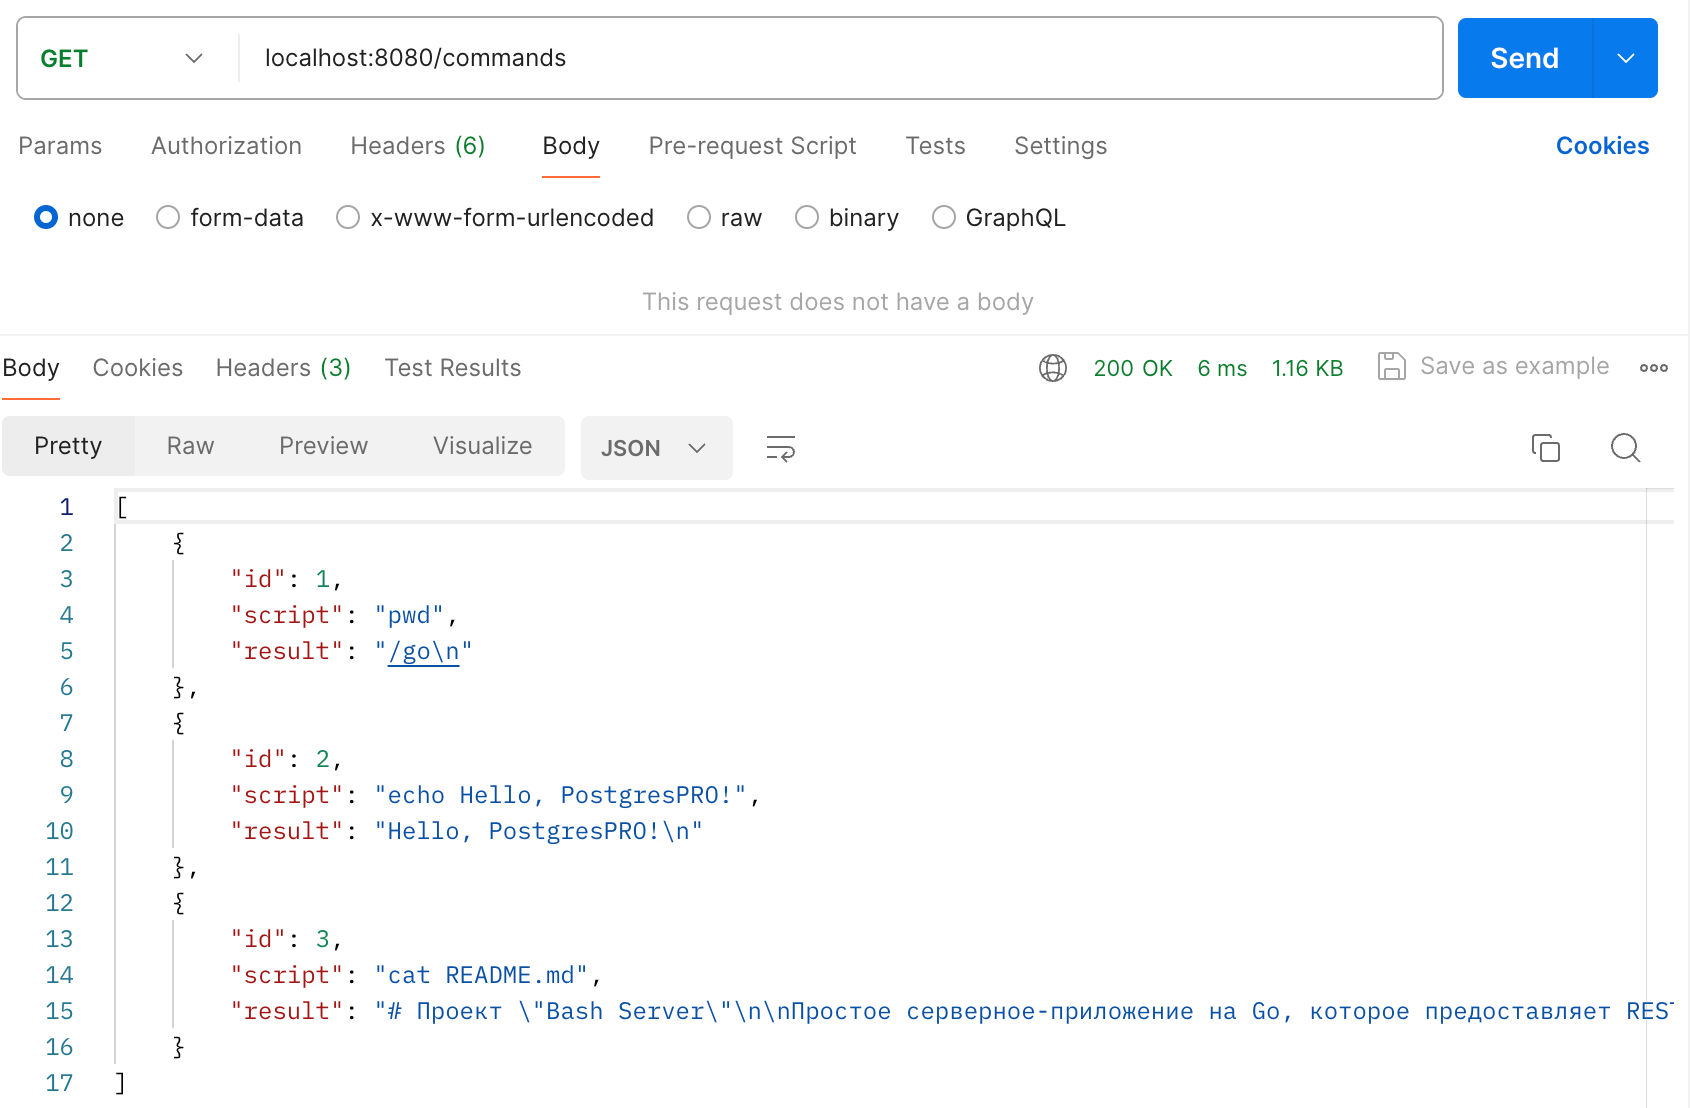 GET localhost:8080/commands Send
Params Authorization Headers (6) Body Pre-request Script Tests Settings Cookies
none form-data x-www-form-urlencoded raw binary GraphQL
This request does not have a body
Body Cookies Headers (3) Test Results 200 OK 6 ms 1.16 KB Save as example
Pretty Raw Preview Visualize JSON
1 [
2 {
3 "id": 1,
4 "script": "pwd",
5 "result": "/go\n"
6 },
7 {
8 "id": 2,
9 "script": "echo Hello, PostgresPRO!",
10 "result": "Hello, PostgresPRO!\n"
11 },
12 {
13 "id": 3,
14 "script": "cat README.md",
15 "result": "# Проект \"Bash Server\"\n\nПростое серверное-приложение на Go, которое предоставляет REST
16 }
17 ]